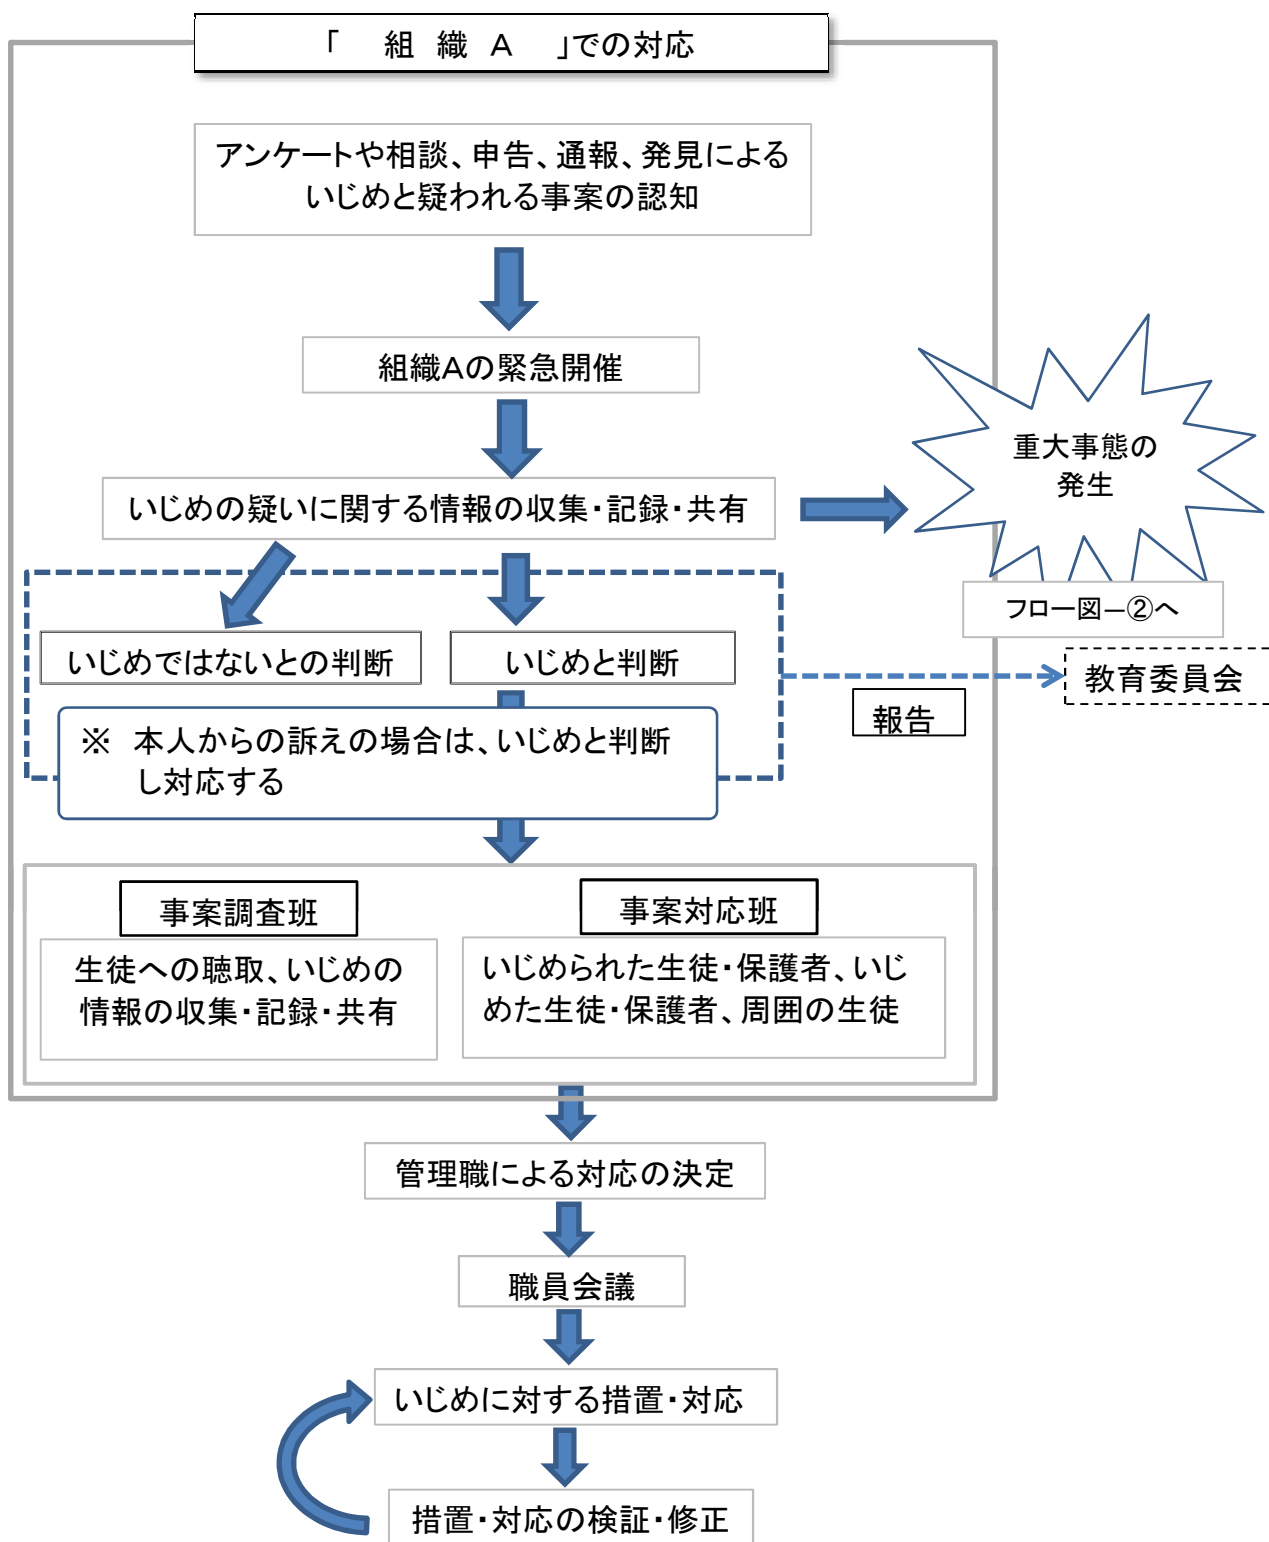 「　組 織 Ａ　」での対応
アンケートや相談、申告、通報、発見による
いじめと疑われる事案の認知
組織Ａの緊急開催
重大事態の
発生
いじめの疑いに関する情報の収集・記録・共有
フロー図―②へ
いじめではないとの判断
いじめと判断
教育委員会
報告
※　本人からの訴えの場合は、いじめと判断
し対応する
事案調査班
生徒への聴取、いじめの
情報の収集・記録・共有
事案対応班
いじめられた生徒・保護者、いじ
めた生徒・保護者、周囲の生徒
管理職による対応の決定
職員会議
いじめに対する措置・対応
措置・対応の検証・修正